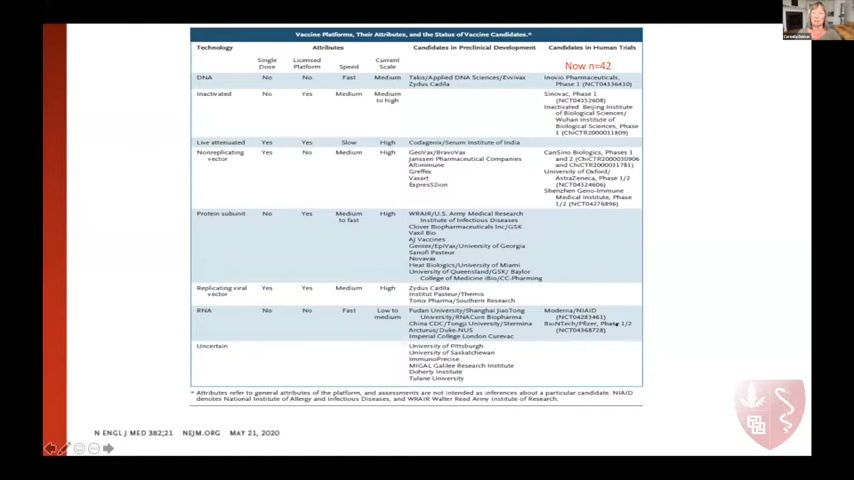 Vaccine Platforms, Their Attributes, and the Status of Vaccine Candidates.*
Technology Attributes Candidates in Preclinical Development Candidates in Human Trials
Single Dose Licensed Platform Speed Current Scale Now n=42
DNA No No Fast Medium Takis/Applied DNA Sciences/Evvivax Inovio Pharmaceuticals,
Zydus Cadila Phase 1 (NCT04336410)
Inactivated No Yes Medium Medium to high Sinovac, Phase 1
(NCT04352608)
Inactivated Beijing Institute
of Biological Sciences/
Wuhan Institute of
Biological Sciences, Phase
1 (ChiCTR2000031809)
Live attenuated Yes Yes Slow High Codagenix/Serum Institute of India
Nonreplicating vector Yes No Medium High GeoVax/BravoVax CanSino Biologics, Phases 1
Janssen Pharmaceutical Companies and 2 (ChiCTR2000030906
Altimmune and ChiCTR2000031781)
Greffex University of Oxford/
Vaxart AstraZeneca, Phase 1/2
ExpresS2ion (NCT04324606)
Shenzhen Geno-Immune
Medical Institute, Phase
1/2 (NCT04276896)
Protein subunit No Yes Medium to fast High WRAIR/U.S. Army Medical Research
Institute of Infectious Diseases
Clover Biopharmaceuticals Inc/GSK
Vaxil Bio
AJ Vaccines
Generex/EpiVax/University of Georgia
Sanofi Pasteur
Novavax
Heat Biologics/University of Miami
University of Queensland/GSK/ Baylor
College of Medicine iBio/CC-Pharming
Replicating viral vector Yes Yes Medium High Zydus Cadila
Institut Pasteur/Themis
Tonix Pharma/Southern Research
RNA No No Fast Low to medium Fudan University/Shanghai JiaoTong Moderna/NIAID
University/RNACure Biopharma (NCT04283461)
China CDC/Tongji University/Stermina BioNTech/Pfizer, Phase 1/2
Arcturus/Duke-NUS (NCT04368728)
Imperial College London Curevac
Uncertain University of Pittsburgh
University of Saskatchewan
ImmunoPrecise
MIGAL Galilee Research Institute
Doherty Institute
Tulane University
* Attributes refer to general attributes of the platform, and assessments are not intended as inferences about a particular candidate. NIAID
denotes National Institute of Allergy and Infectious Diseases, and WRAIR Walter Reed Army Institute of Research.
N ENGL J MED 382;21 NEJM.ORG MAY 21, 2020